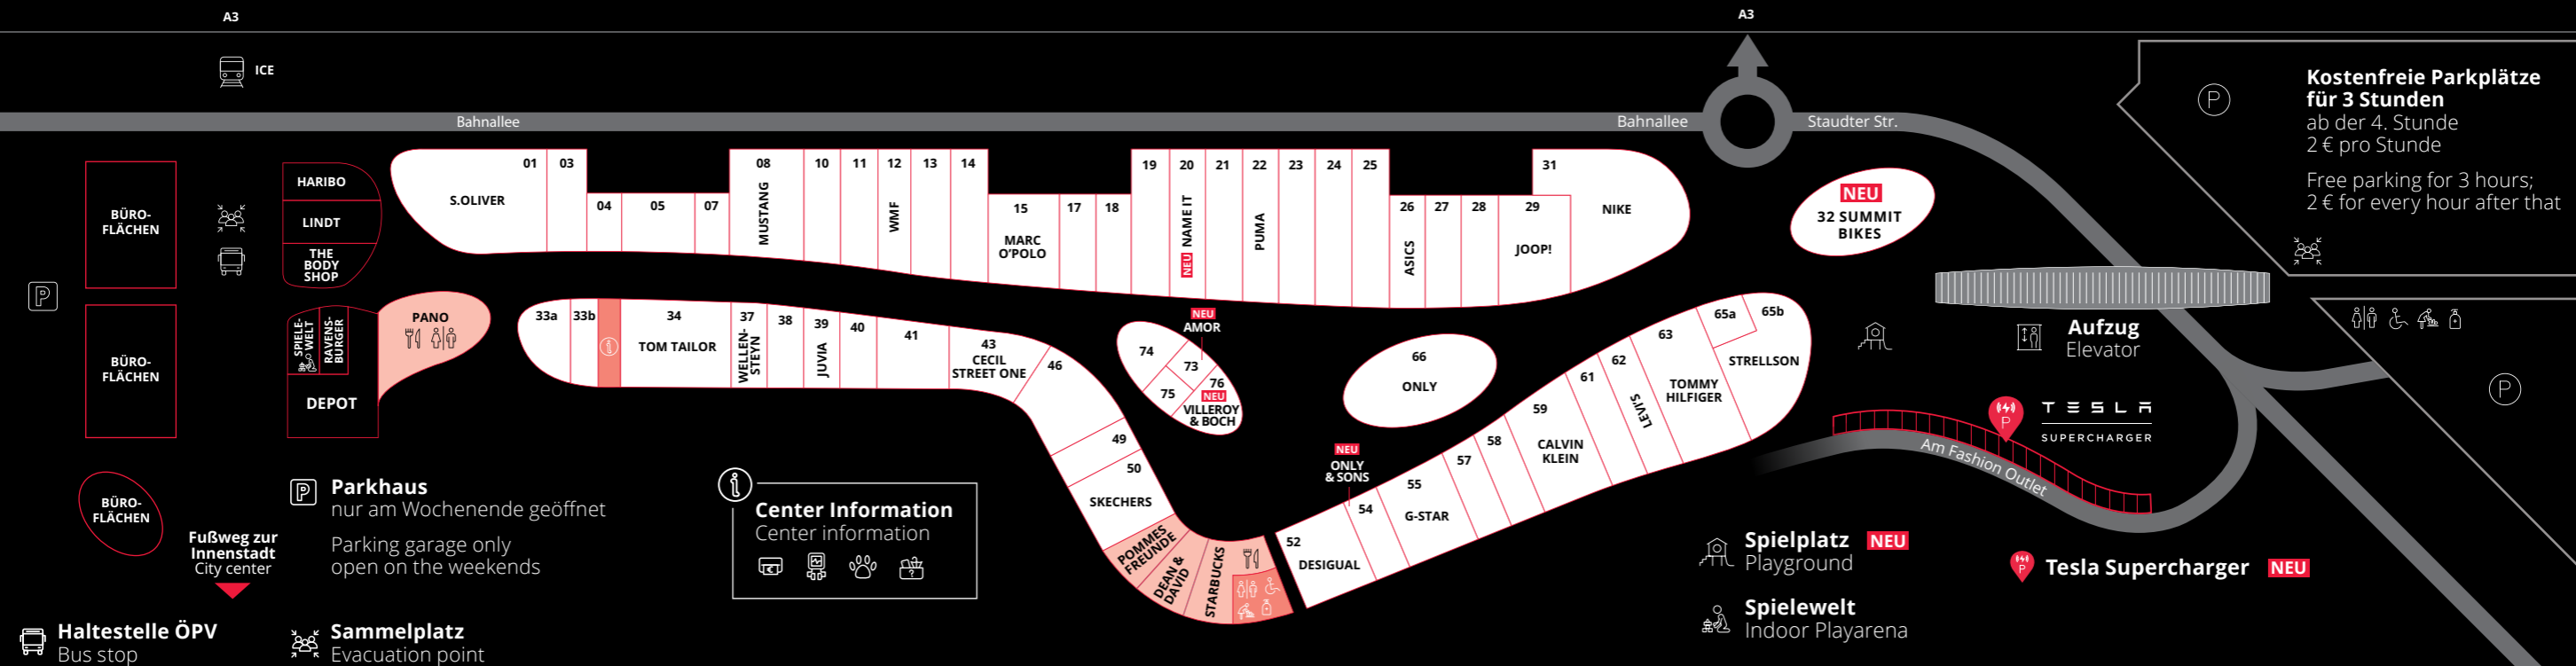 A3
A3
ICE
Bahnallee
Bahnallee
Staudter Str.
Kostenfreie Parkplätze
für 3 Stunden
ab der 4. Stunde
2 € pro Stunde
Free parking for 3 hours;
2 € for every hour after that
P
BÜRO-
FLÄCHEN
HARIBO
LINDT
THE
BODY
SHOP
01
S.OLIVER
03
04
05
07
08
MUSTANG
10
11
12
WMF
13
14
15
MARC
O'POLO
17
18
19
20
NEU NAME IT
21
22
PUMA
23
24
25
26
ASICS
27
28
29
JOOP!
31
NIKE
NEU
32 SUMMIT
BIKES
P
BÜRO-
FLÄCHEN
SPIELE-
WELT
RAVENS-
BURGER
DEPOT
PANO
33a
33b
i
34
TOM TAILOR
37
WELLEN-
STEYN
38
39
JUVIA
40
41
43
CECIL
STREET ONE
46
49
50
SKECHERS
POMMES
FREUNDE
DEAN &
DAVID
STARBUCKS
NEU
AMOR
74
73
75
76
NEU
VILLEROY
& BOCH
66
ONLY
NEU
ONLY
& SONS
52
DESIGUAL
54
55
G-STAR
57
58
59
CALVIN
KLEIN
61
62
LEVI'S
63
TOMMY
HILFIGER
65a
65b
STRELLSON
Aufzug
Elevator
P
P
TESLA
SUPERCHARGER
Am Fashion Outlet
BÜRO-
FLÄCHEN
Fußweg zur
Innenstadt
City center
P
Parkhaus
nur am Wochenende geöffnet
Parking garage only
open on the weekends
i
Center Information
Center information
€
?
Spielplatz NEU
Playground
P
Tesla Supercharger NEU
Spielewelt
Indoor Playarena
Haltestelle ÖPV
Bus stop
Sammelplatz
Evacuation point